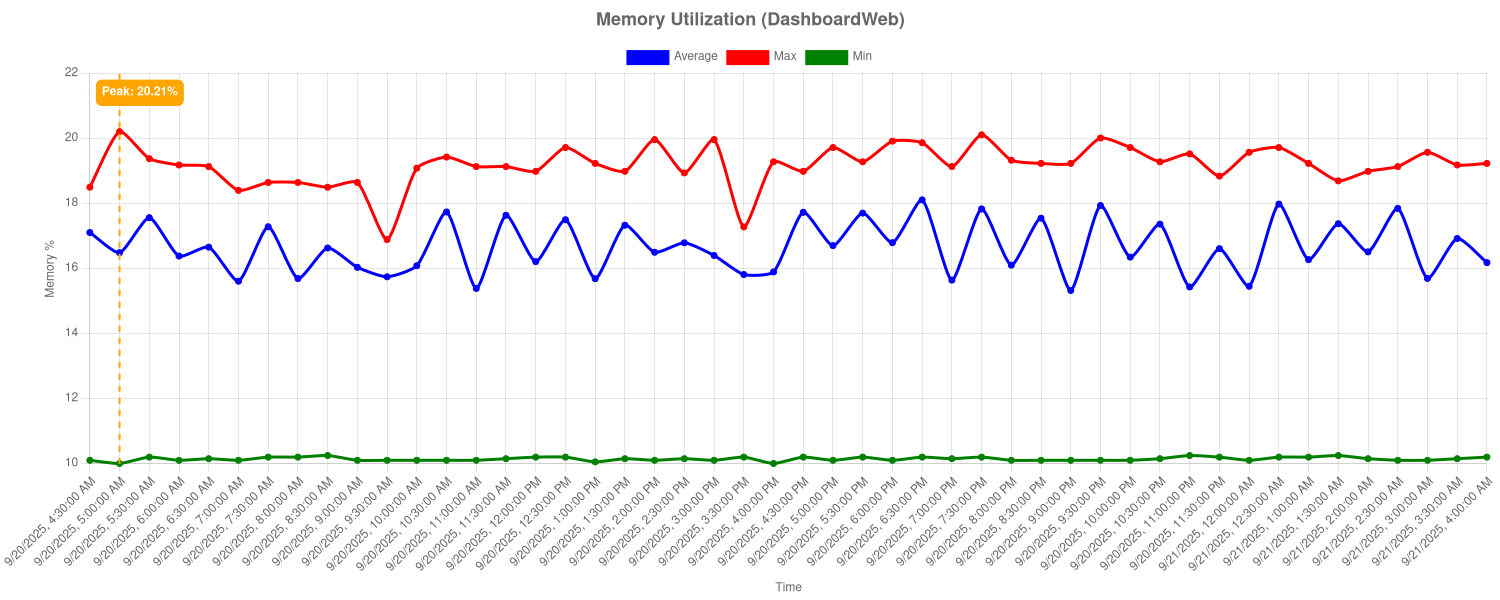 Memory Utilization (DashboardWeb)
Average Max Min
Peak: 20.21%
22
20
18
16
14
12
10
Memory %
9/20/2025, 4:30:00 AM
9/20/2025, 5:00:00 AM
9/20/2025, 5:30:00 AM
9/20/2025, 6:00:00 AM
9/20/2025, 6:30:00 AM
9/20/2025, 7:00:00 AM
9/20/2025, 7:30:00 AM
9/20/2025, 8:00:00 AM
9/20/2025, 8:30:00 AM
9/20/2025, 9:00:00 AM
9/20/2025, 9:30:00 AM
9/20/2025, 10:00:00 AM
9/20/2025, 10:30:00 AM
9/20/2025, 11:00:00 AM
9/20/2025, 11:30:00 AM
9/20/2025, 12:00:00 PM
9/20/2025, 12:30:00 PM
9/20/2025, 1:00:00 PM
9/20/2025, 1:30:00 PM
9/20/2025, 2:00:00 PM
9/20/2025, 2:30:00 PM
9/20/2025, 3:00:00 PM
9/20/2025, 3:30:00 PM
9/20/2025, 4:00:00 PM
9/20/2025, 4:30:00 PM
9/20/2025, 5:00:00 PM
9/20/2025, 5:30:00 PM
9/20/2025, 6:00:00 PM
9/20/2025, 6:30:00 PM
9/20/2025, 7:00:00 PM
9/20/2025, 7:30:00 PM
9/20/2025, 8:00:00 PM
9/20/2025, 8:30:00 PM
9/20/2025, 9:00:00 PM
9/20/2025, 9:30:00 PM
9/20/2025, 10:00:00 PM
9/20/2025, 10:30:00 PM
9/20/2025, 11:00:00 PM
9/20/2025, 11:30:00 PM
9/21/2025, 12:00:00 AM
9/21/2025, 12:30:00 AM
9/21/2025, 1:00:00 AM
9/21/2025, 1:30:00 AM
9/21/2025, 2:00:00 AM
9/21/2025, 2:30:00 AM
9/21/2025, 3:00:00 AM
9/21/2025, 3:30:00 AM
9/21/2025, 4:00:00 AM
Time